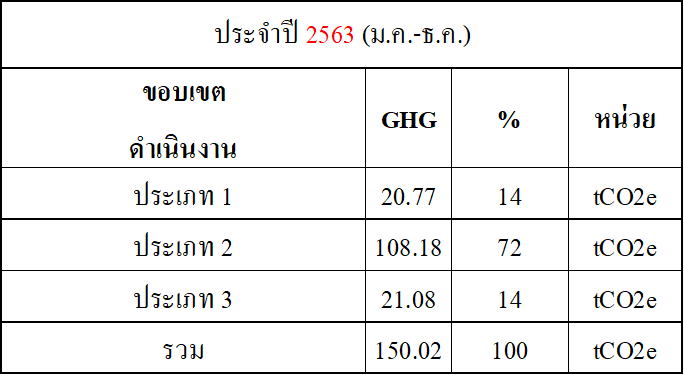 ประจำปี 2563 (ม.ค.-ธ.ค.)
ขอบเขต
ดำเนินงาน
GHG
%
หน่วย
ประเภท 1 20.77 14 tCO2e
ประเภท 2 108.18 72 tCO2e
ประเภท 3 21.08 14 tCO2e
รวม 150.02 100 tCO2e